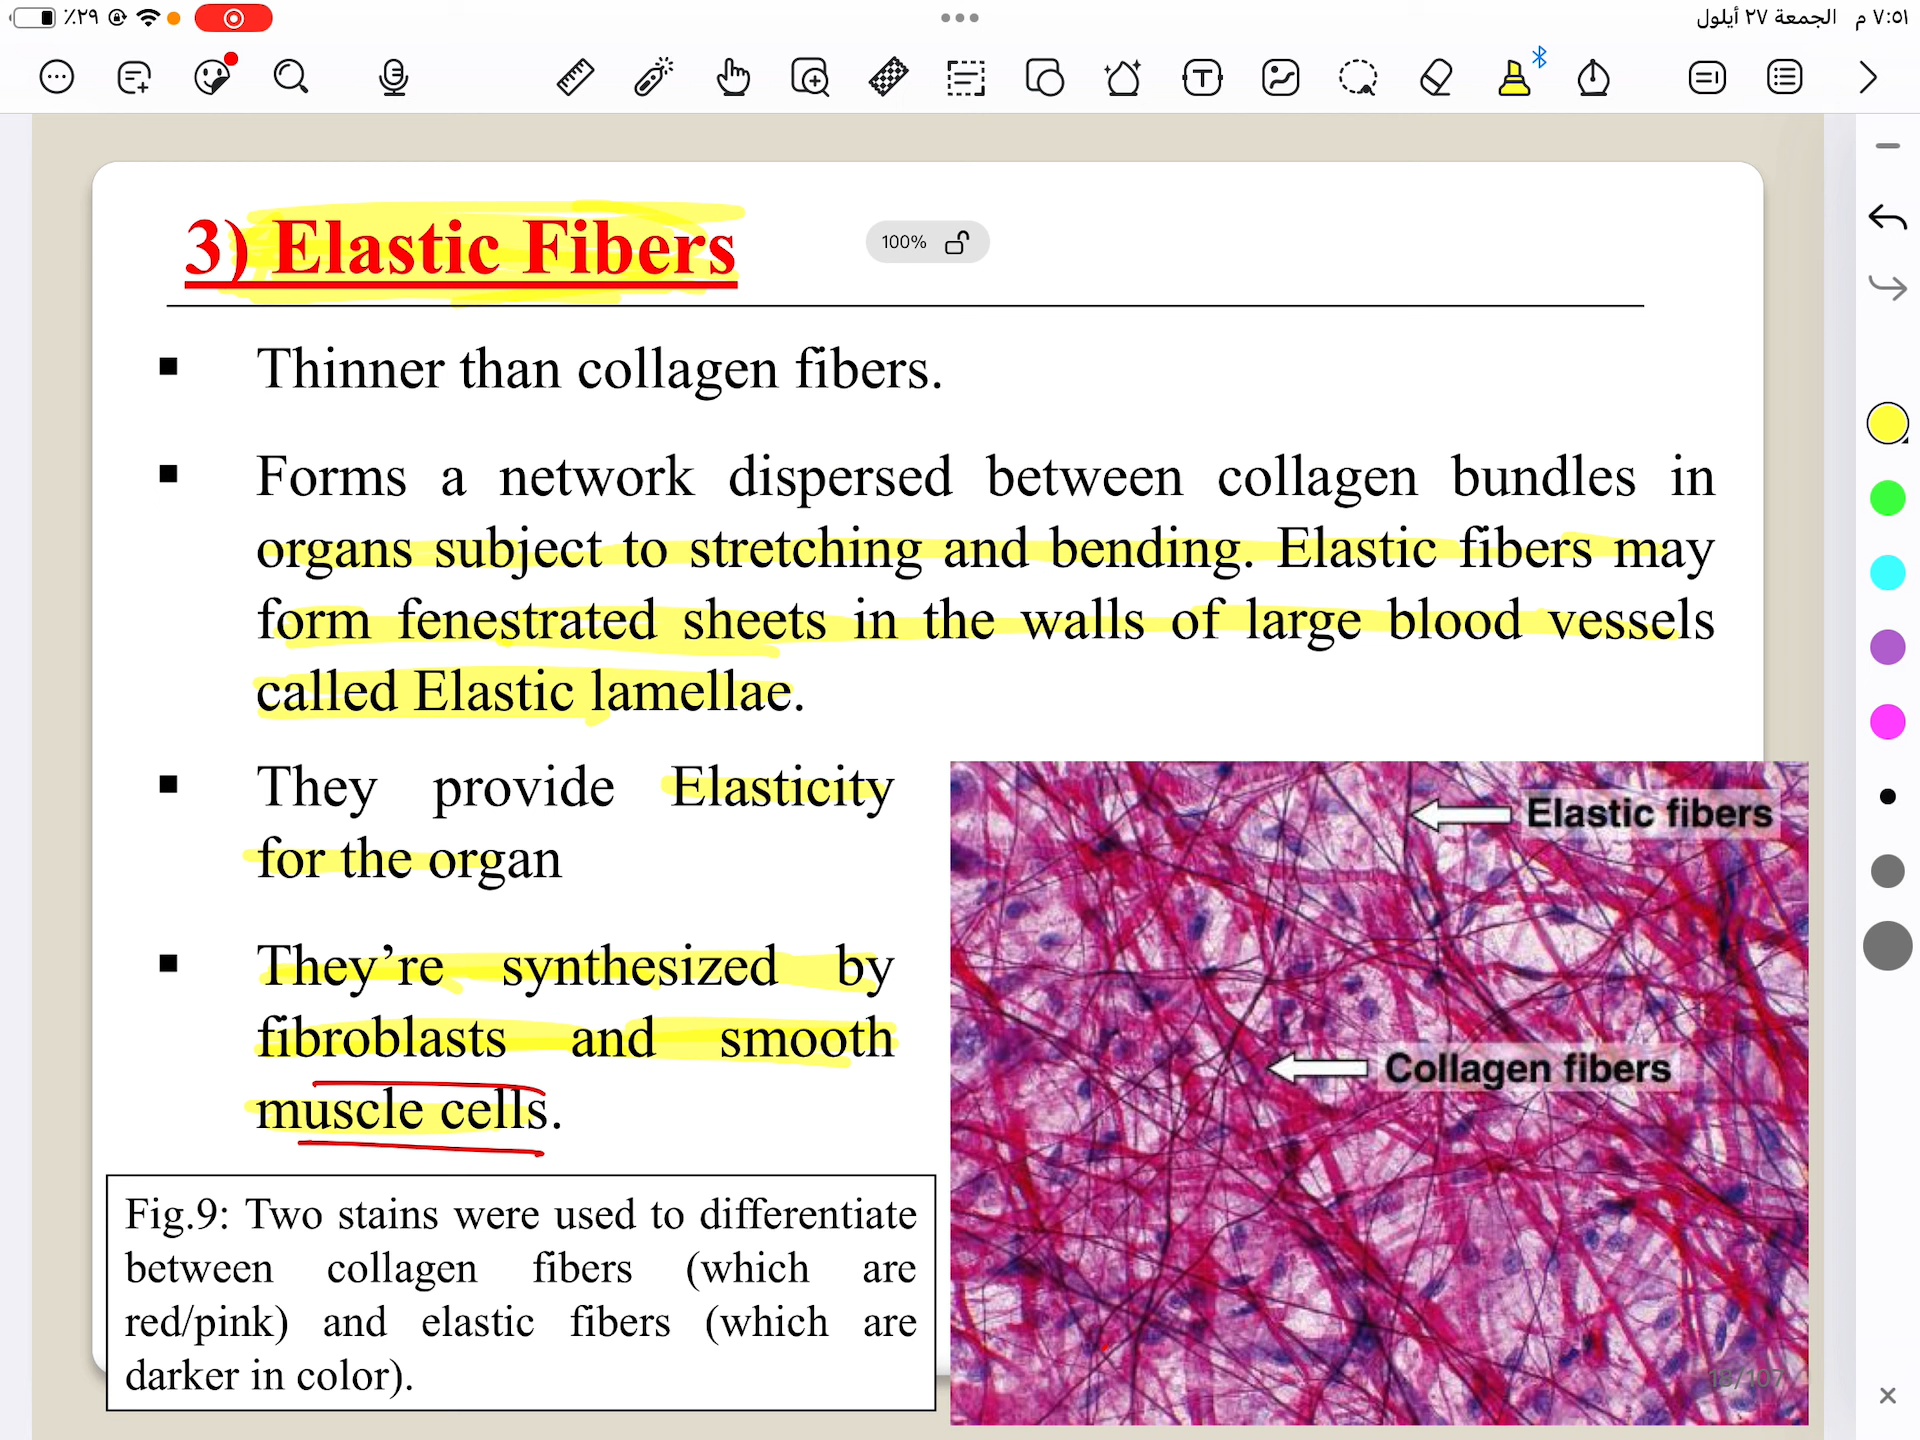 ٪٢٩
٧:٥١ م الجمعة ٢٧ أيلول
3) Elastic Fibers
100%
Thinner than collagen fibers.
Forms a network dispersed between collagen bundles in
organs subject to stretching and bending. Elastic fibers may
form fenestrated sheets in the walls of large blood vessels
called Elastic lamellae.
They provide Elasticity
for the organ
They’re synthesized by
fibroblasts and smooth
muscle cells.
Elastic fibers
Collagen fibers
Fig.9: Two stains were used to differentiate
between collagen fibers (which are
red/pink) and elastic fibers (which are
darker in color).